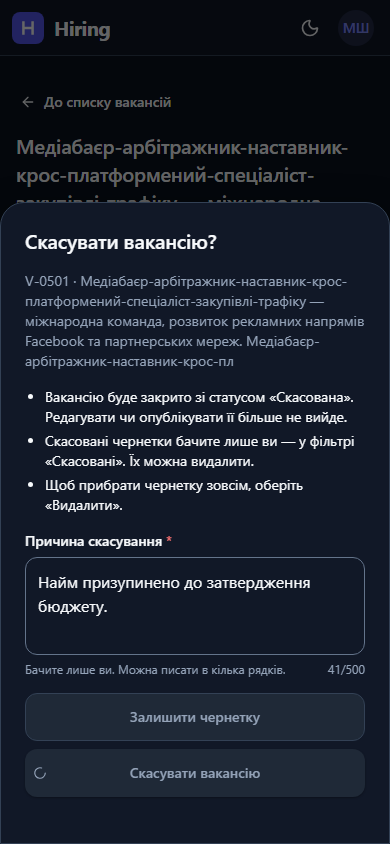 H Hiring МШ
← До списку вакансій
Медіабаєр-арбітражник-наставник-
крос-платформений-спеціаліст-
закупівлі-трафіку — міжнародна
Скасувати вакансію?
V-0501 · Медіабаєр-арбітражник-наставник-крос-
платформений-спеціаліст-закупівлі-трафіку —
міжнародна команда, розвиток рекламних напрямів
Facebook та партнерських мереж. Медіабаєр-
арбітражник-наставник-крос-пл
• Вакансію буде закрито зі статусом «Скасована».
Редагувати чи опублікувати її більше не вийде.
• Скасовані чернетки бачите лише ви — у фільтрі
«Скасовані». Їх можна видалити.
• Щоб прибрати чернетку зовсім, оберіть
«Видалити».
Причина скасування *
Найм призупинено до затвердження
бюджету.
Бачите лише ви. Можна писати в кілька рядків. 41/500
Залишити чернетку
Скасувати вакансію